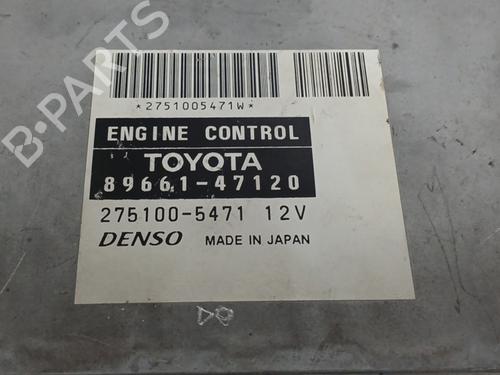 *2751005471W*
ENGINE CONTROL
TOYOTA
89661-47120
275100-5471 12V
DENSO MADE IN JAPAN
B-PARTS